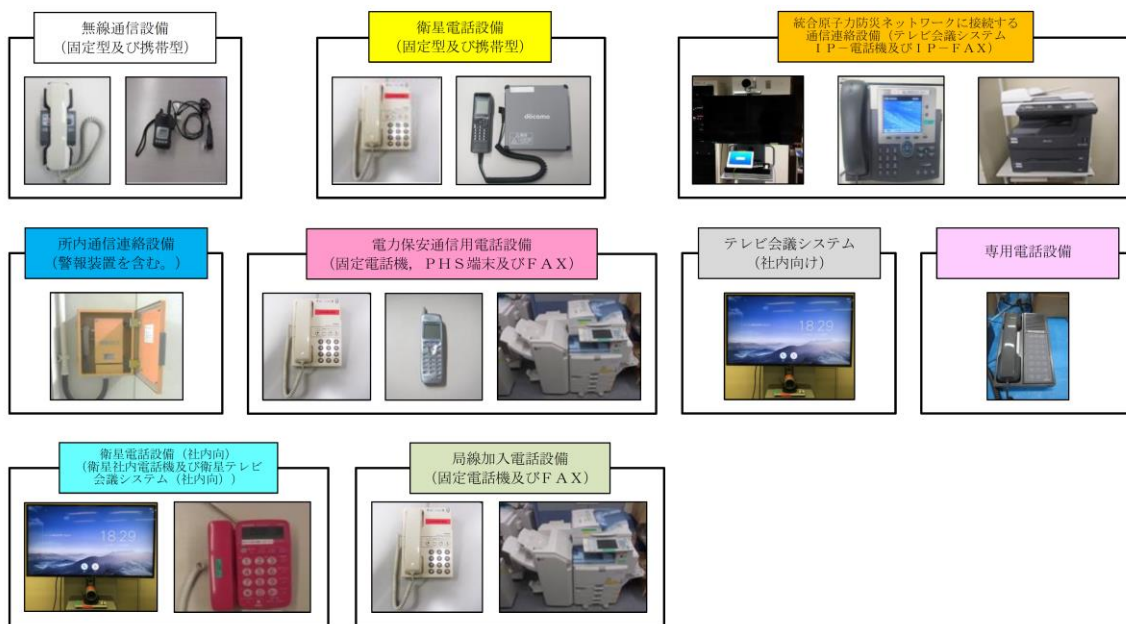 無線通信設備
(固定型及び携帯型)
衛星電話設備
(固定型及び携帯型)
統合原子力防災ネットワークに接続する
通信連絡設備（テレビ会議システム
ＩＰ－電話機及びＩＰ－ＦＡＸ）
döcomo
所内通信連絡設備
（警報装置を含む。）
電力保安通信用電話設備
（固定電話機，ＰＨＳ端末及びＦＡＸ）
テレビ会議システム
（社内向け）
18:29
専用電話設備
衛星電話設備（社内向）
（衛星社内電話機及び衛星テレビ
会議システム（社内向））
18:29
局線加入電話設備
（固定電話機及びＦＡＸ）